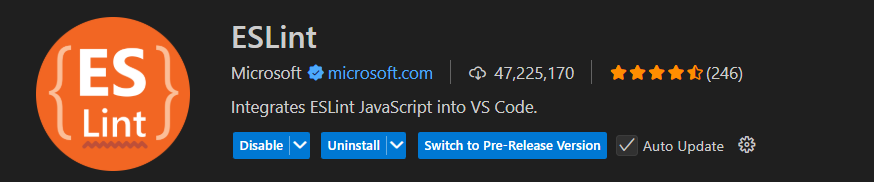 ES
Lint
ESLint
Microsoft microsoft.com 47,225,170 (246)
Integrates ESLint JavaScript into VS Code.
Disable Uninstall Switch to Pre-Release Version Auto Update